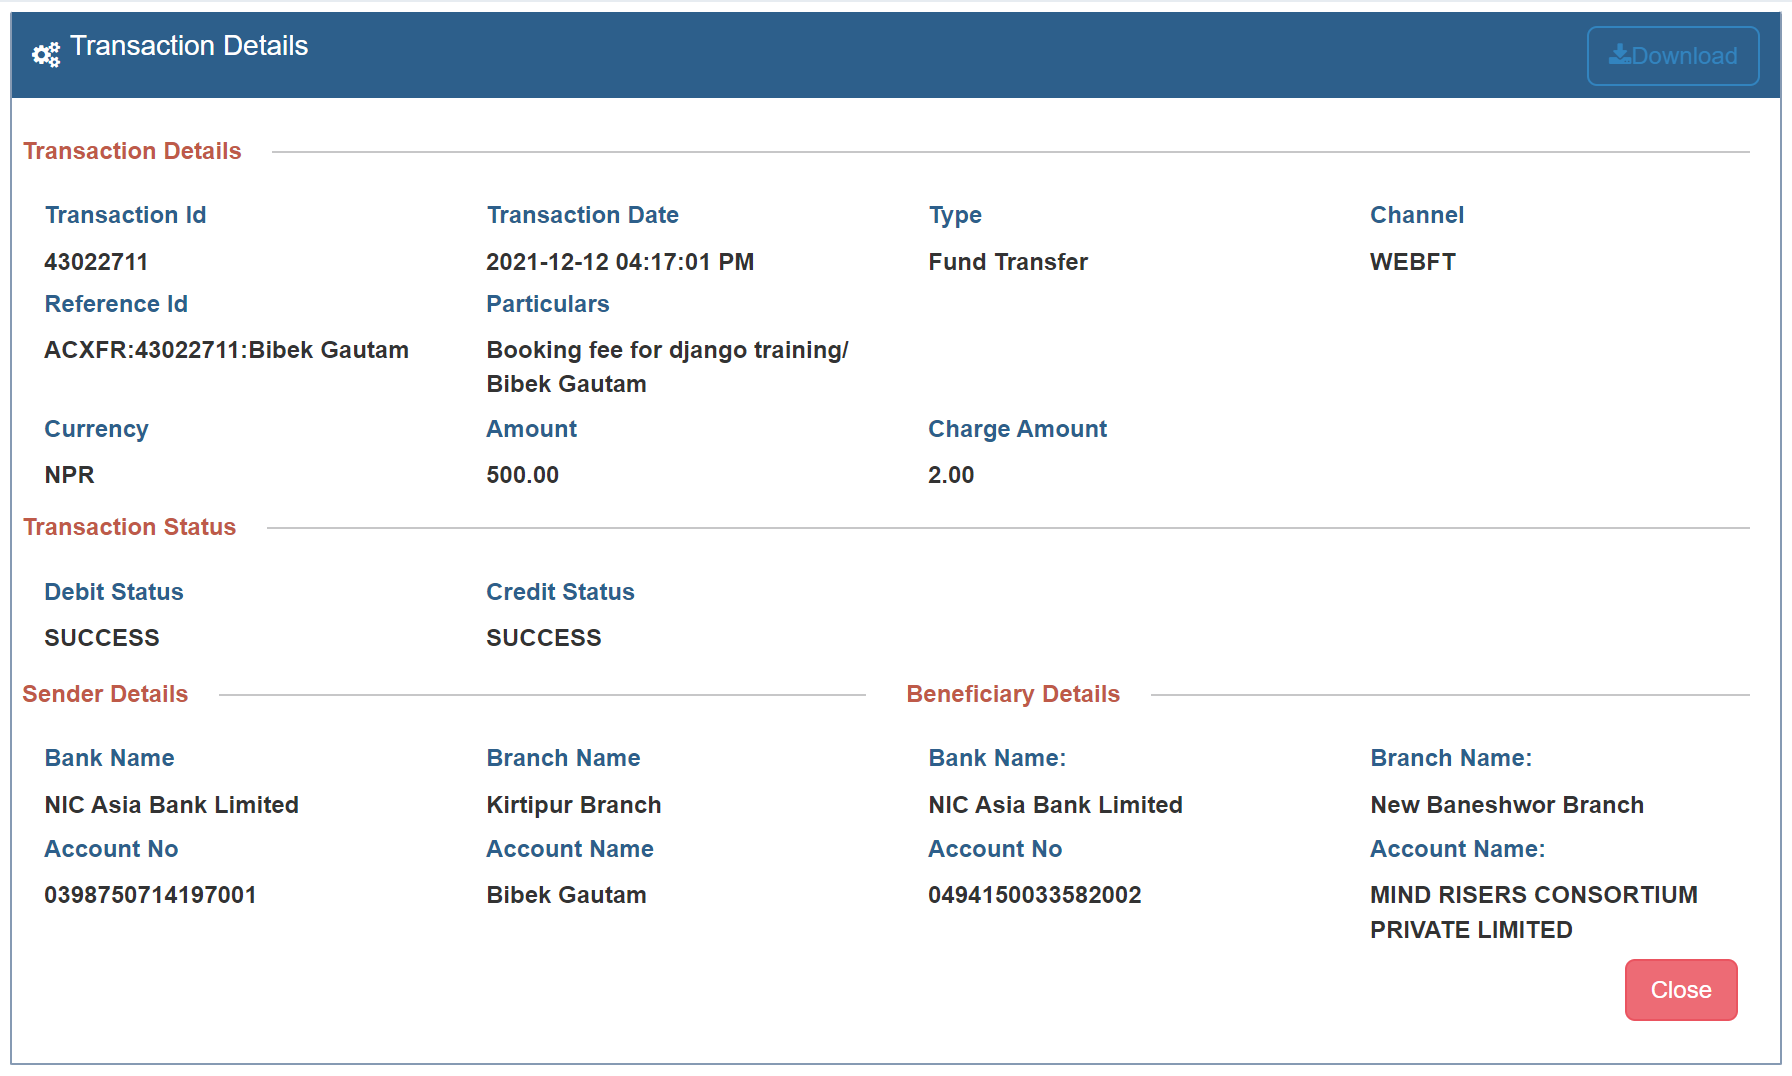 Transaction Details
Download
Transaction Details
Transaction Id Transaction Date Type Channel
43022711 2021-12-12 04:17:01 PM Fund Transfer WEBFT
Reference Id Particulars
ACXFR:43022711:Bibek Gautam Booking fee for django training/
Bibek Gautam
Currency Amount Charge Amount
NPR 500.00 2.00
Transaction Status
Debit Status Credit Status
SUCCESS SUCCESS
Sender Details Beneficiary Details
Bank Name Branch Name Bank Name: Branch Name:
NIC Asia Bank Limited Kirtipur Branch NIC Asia Bank Limited New Baneshwor Branch
Account No Account Name Account No Account Name:
0398750714197001 Bibek Gautam 0494150033582002 MIND RISERS CONSORTIUM
PRIVATE LIMITED
Close